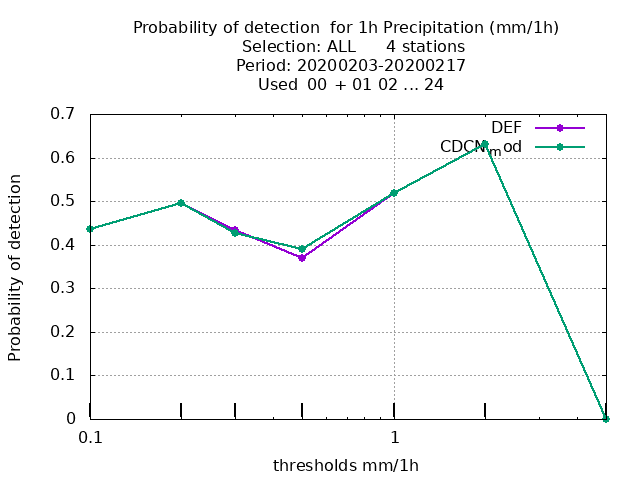 Probability of detection  for 1h Precipitation (mm/1h)
Selection: ALL      4 stations
Period: 20200203-20200217
Used  00  + 01 02 ... 24
0.7
DEF
CDCN_mod
0.6
0.5
0.4
0.3
0.2
0.1
0
Probability of detection
0.1
1
thresholds mm/1h